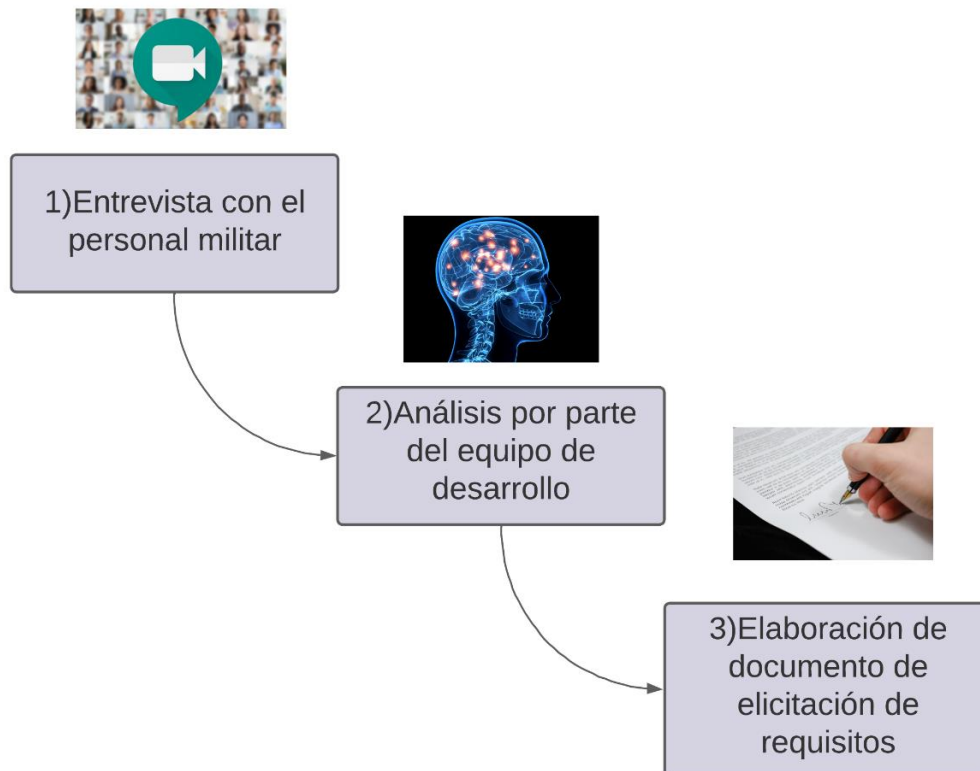 1)Entrevista con el
personal militar
2)Análisis por parte
del equipo de
desarrollo
3)Elaboración de
documento de
elicitación de
requisitos